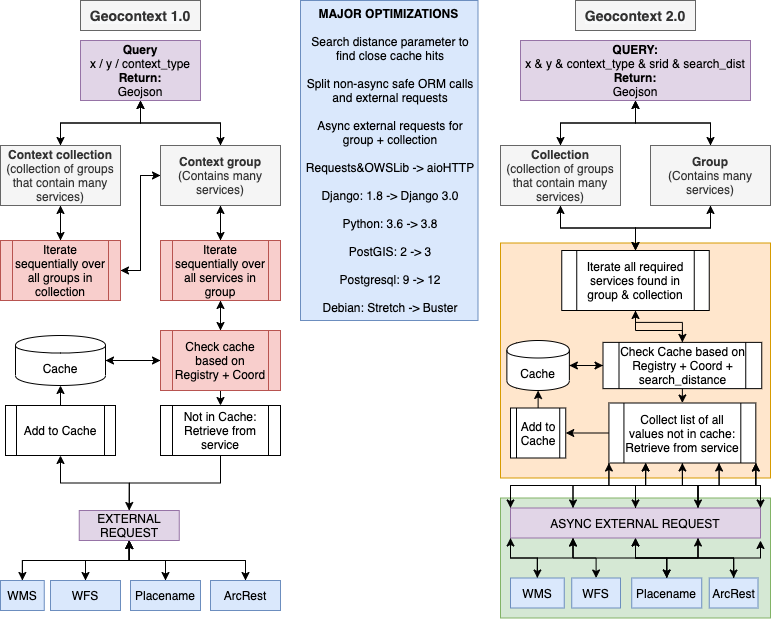 Geocontext 1.0
Query
x / y / context_type
Return:
Geojson
Context collection
(collection of groups
that contain many
services)
Context group
(Contains many
services)
Iterate
sequentially over
all groups in
collection
Iterate
sequentially over
all services in
group
Cache
Check cache
based on
Registry + Coord
Add to Cache
Not in Cache:
Retrieve from
service
EXTERNAL
REQUEST
WMS
WFS
Placename
ArcRest
MAJOR OPTIMIZATIONS
Search distance parameter to
find close cache hits
Split non-async safe ORM calls
and external requests
Async external requests for
group + collection
Requests&OWSLib -> aioHTTP
Django: 1.8 -> Django 3.0
Python: 3.6 -> 3.8
PostGIS: 2 -> 3
Postgresql: 9 -> 12
Debian: Stretch -> Buster
Geocontext 2.0
QUERY:
x & y & context_type & srid & search_dist
Return:
Geojson
Collection
(collection of groups
that contain many
services)
Group
(Contains many
services)
Iterate all required
services found in
group & collection
Cache
Check Cache based on
Registry + Coord +
search_distance
Add to
Cache
Collect list of all
values not in cache:
Retrieve from service
ASYNC EXTERNAL REQUEST
WMS
WFS
Placename
ArcRest